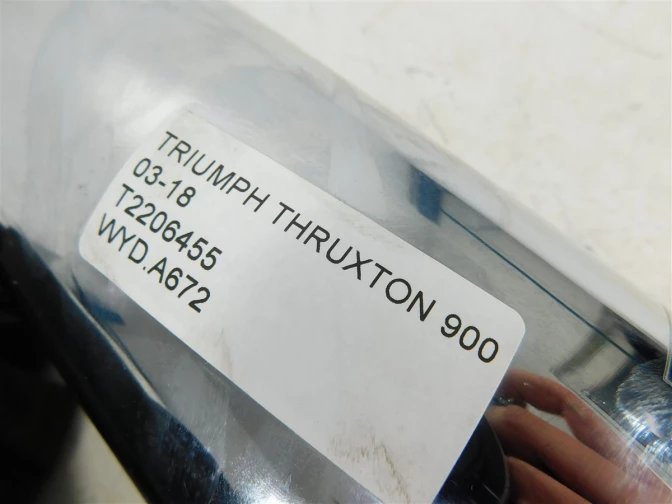 TRIUMPH THRUXTON 900
03-18
T2206455
WYD.A672